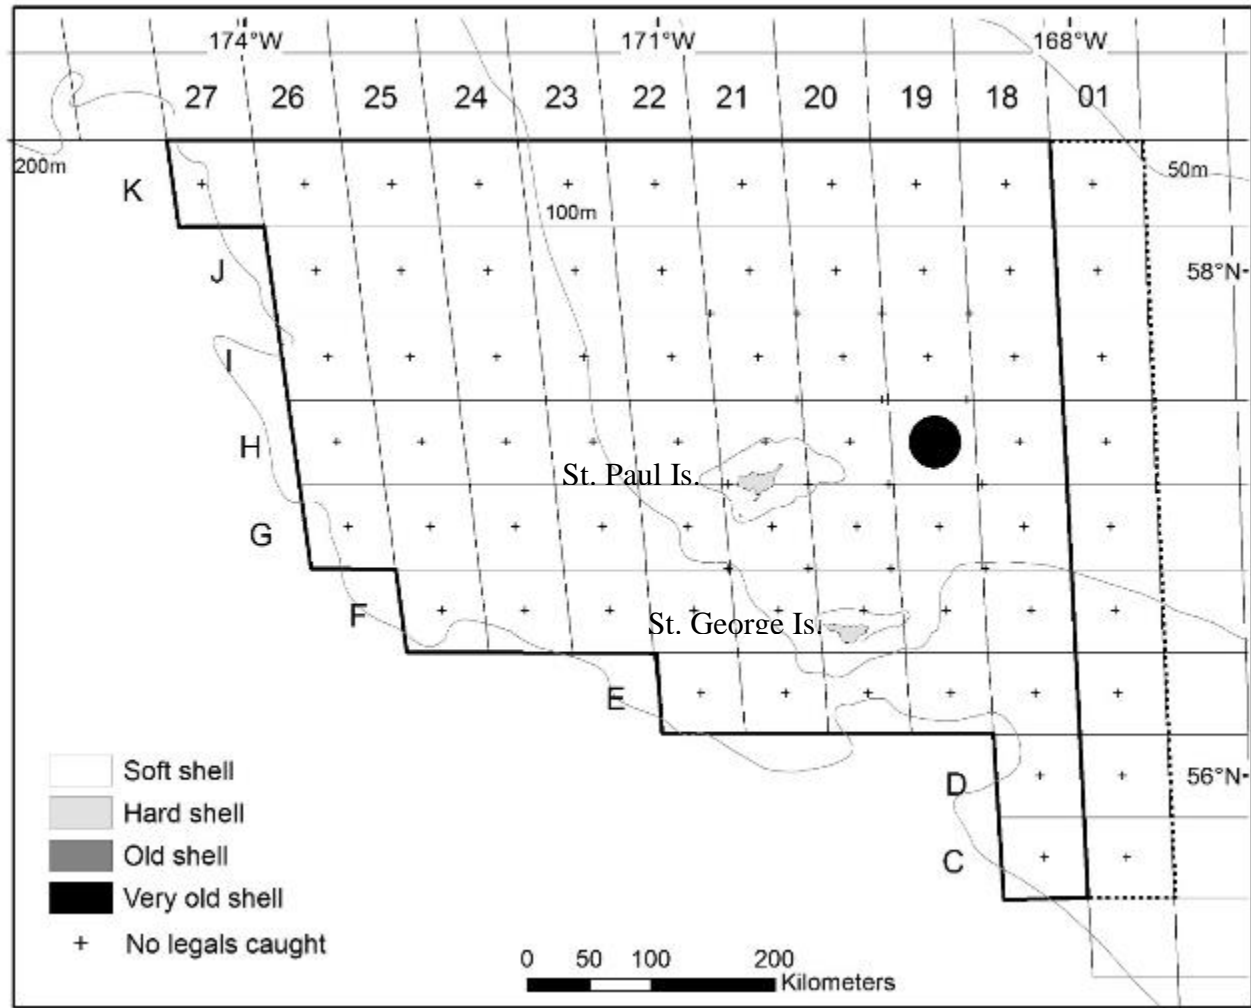 174°W 171°W 168°W
27 26 25 24 23 22 21 20 19 18 01
200m
50m
K
100m
J
58°N
I
H
St. Paul Is.
G
F
St. George Is.
E
Soft shell
D
56°N
Hard shell
Old shell
C
Very old shell
No legals caught
0 50 100 200
Kilometers